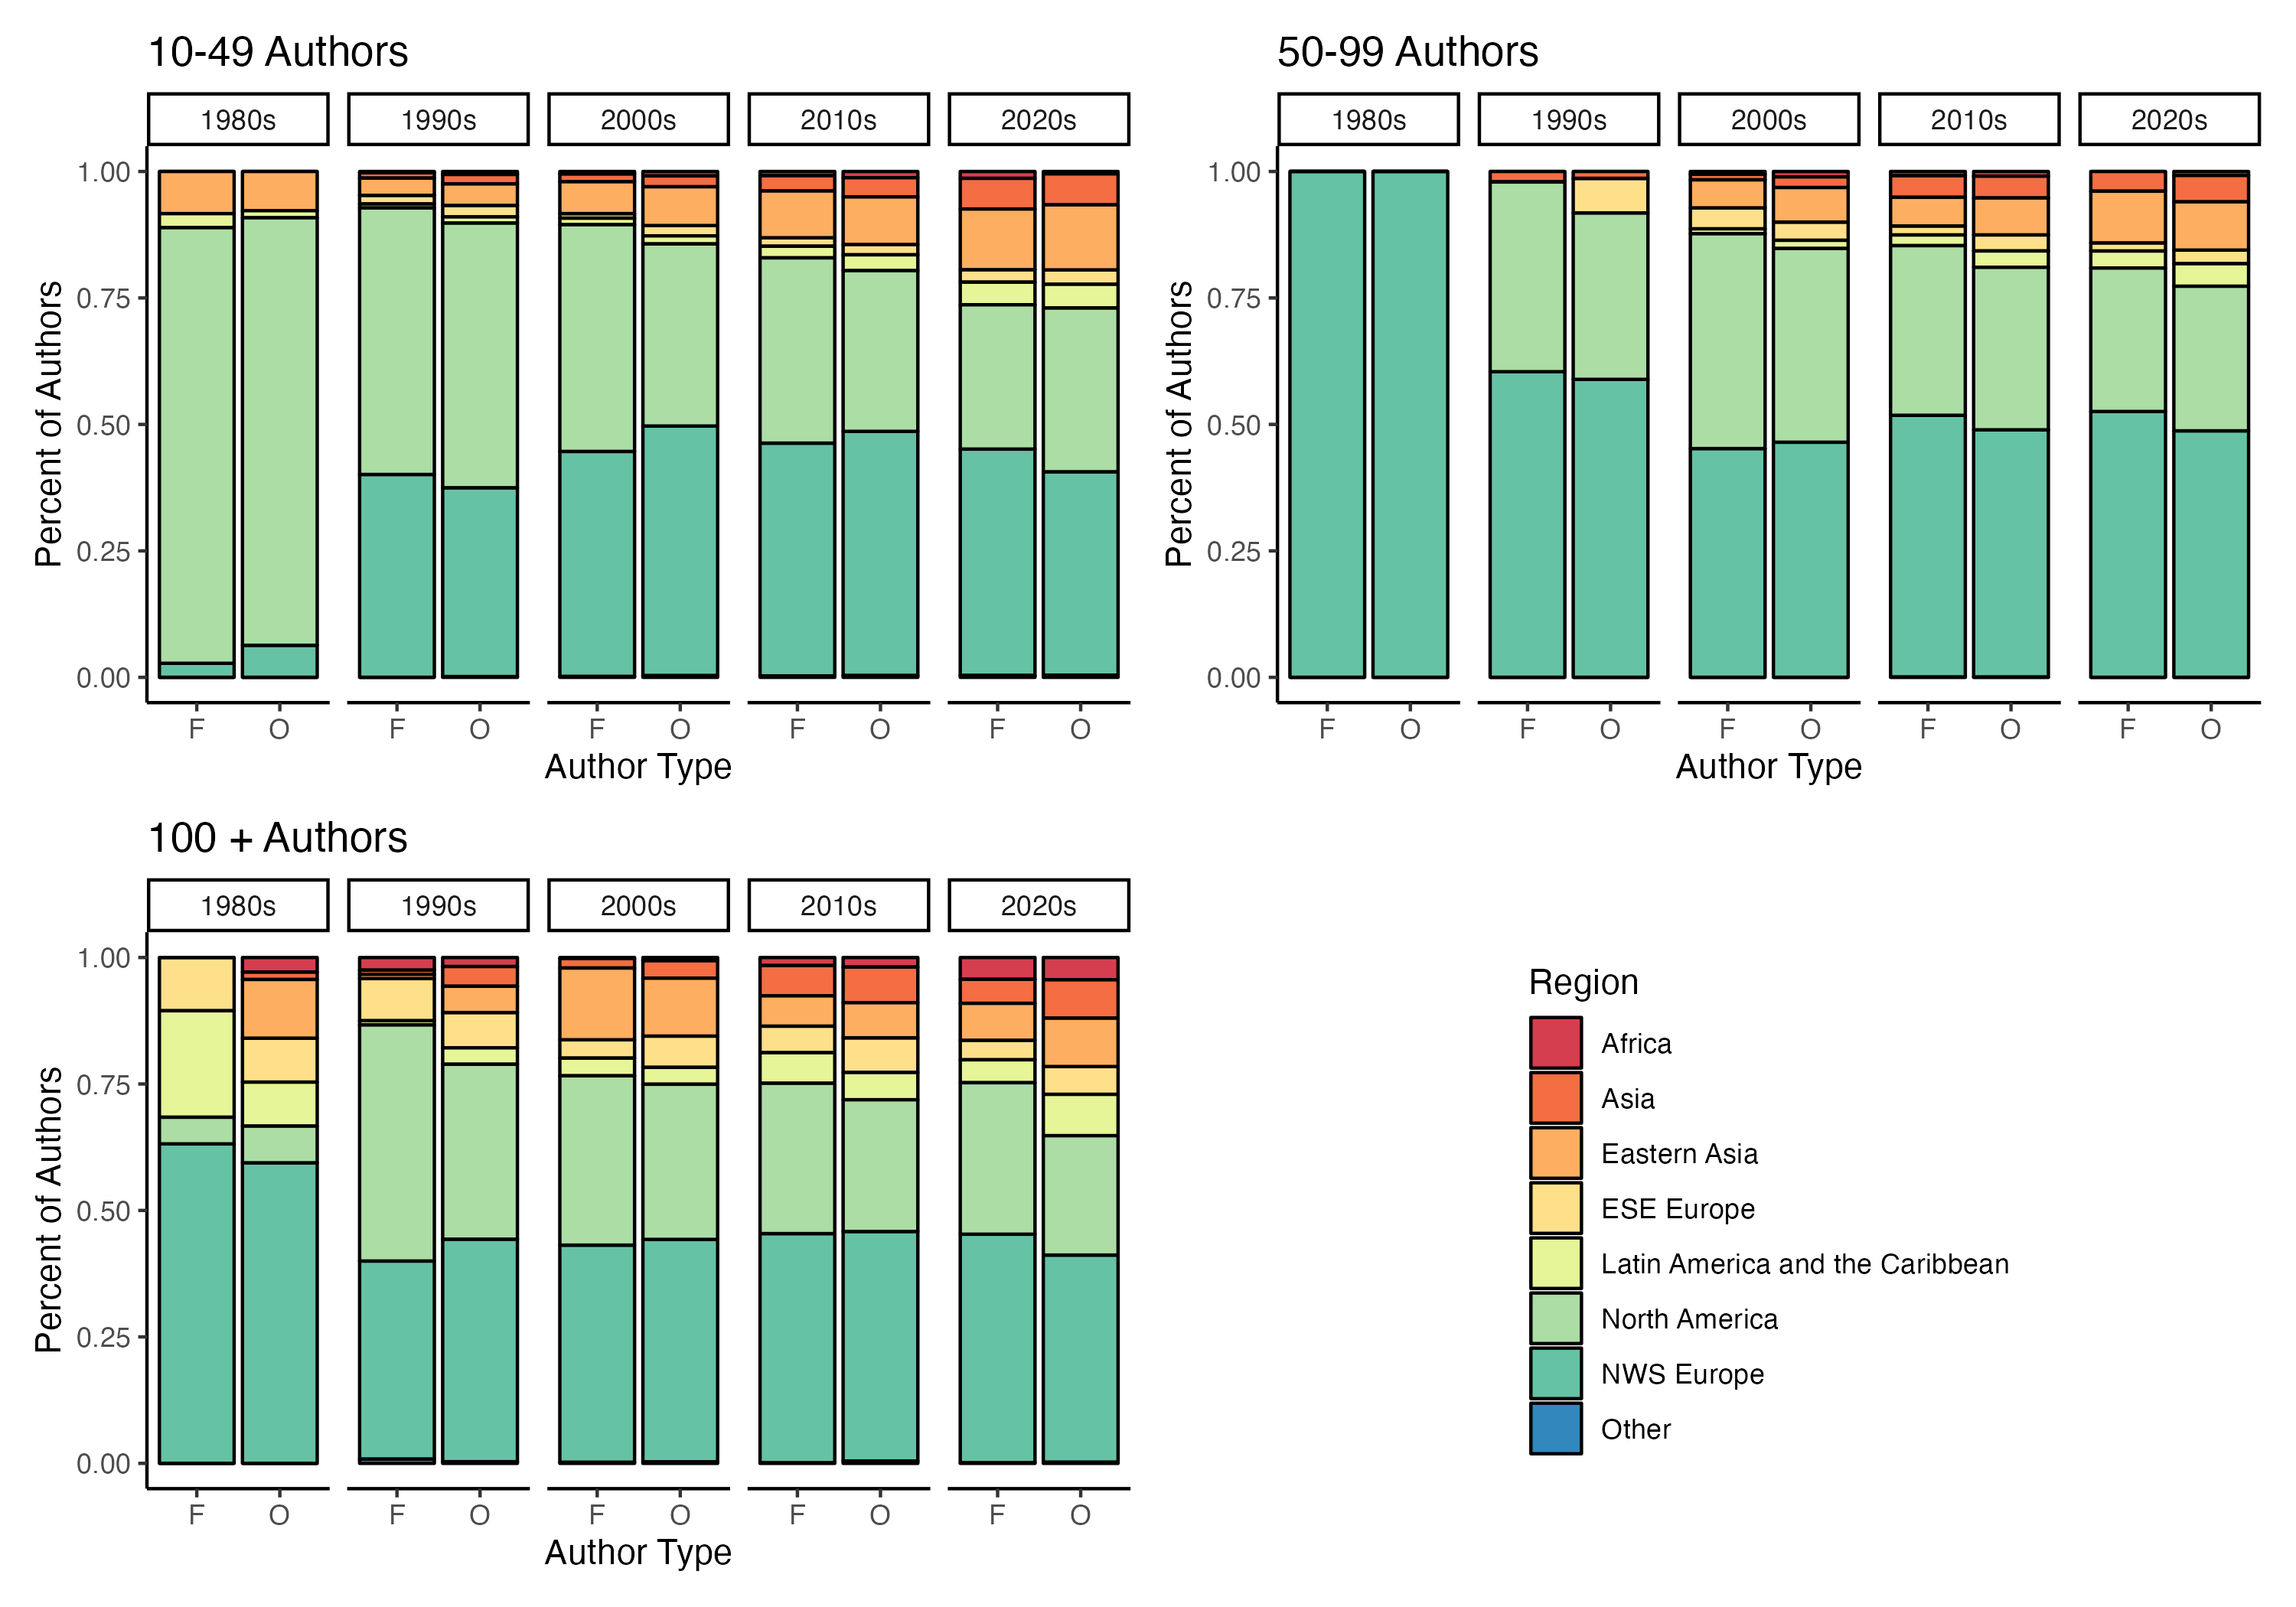 10-49 Authors
1980s 1990s 2000s 2010s 2020s
Percent of Authors
1.00
0.75
0.50
0.25
0.00
F O F O F O F O F O
Author Type
50-99 Authors
1980s 1990s 2000s 2010s 2020s
Percent of Authors
1.00
0.75
0.50
0.25
0.00
F O F O F O F O F O
Author Type
100 + Authors
1980s 1990s 2000s 2010s 2020s
Percent of Authors
1.00
0.75
0.50
0.25
0.00
F O F O F O F O F O
Author Type
Region
Africa
Asia
Eastern Asia
ESE Europe
Latin America and the Caribbean
North America
NWS Europe
Other